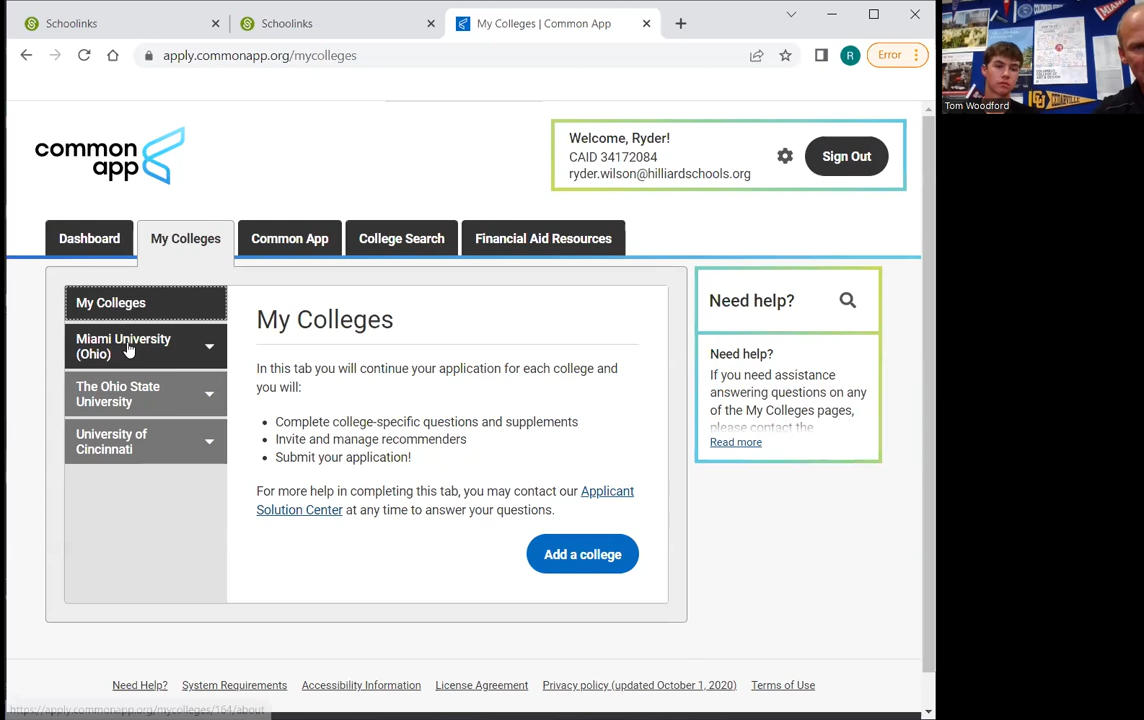 Schoolinks
Schoolinks
My Colleges | Common App
apply.commonapp.org/mycolleges
R
Error
MIAMI
CU
CEDARVILLE
Tom Woodford
common
app
Welcome, Ryder!
CAID 34172084
ryder.wilson@hilliardschools.org
Sign Out
Dashboard
My Colleges
Common App
College Search
Financial Aid Resources
My Colleges
Miami University
(Ohio)
The Ohio State
University
University of
Cincinnati
My Colleges
In this tab you will continue your application for each college and
you will:
• Complete college-specific questions and supplements
• Invite and manage recommenders
• Submit your application!
For more help in completing this tab, you may contact our Applicant
Solution Center at any time to answer your questions.
Add a college
Need help?
Need help?
If you need assistance
answering questions on any
of the My Colleges pages,
please contact the
Read more
Need Help?
System Requirements
Accessibility Information
License Agreement
Privacy policy (updated October 1, 2020)
Terms of Use
https://apply.commonapp.org/mycolleges/164/about